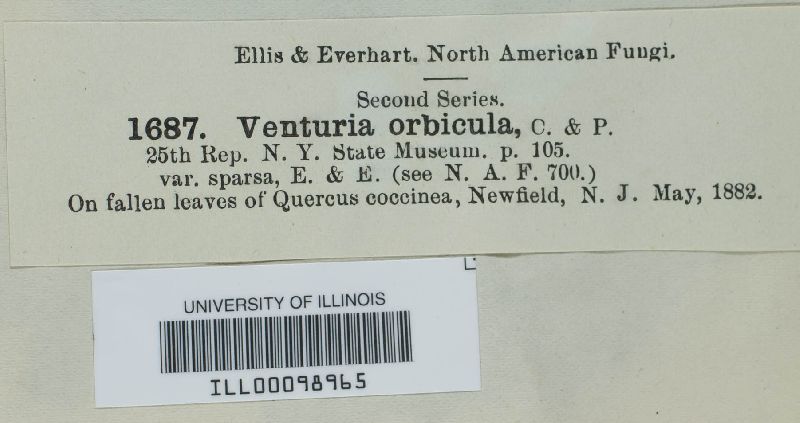 Ellis & Everhart. North American Fungi.
Second Series.
1687. Venturia orbicula, C. & P.
25th Rep. N. Y. State Museum. p. 105.
var. sparsa, E. & E. (see N. A. F. 700.)
On fallen leaves of Quercus coccinea, Newfield, N. J. May, 1882.
UNIVERSITY OF ILLINOIS
ILL00098965